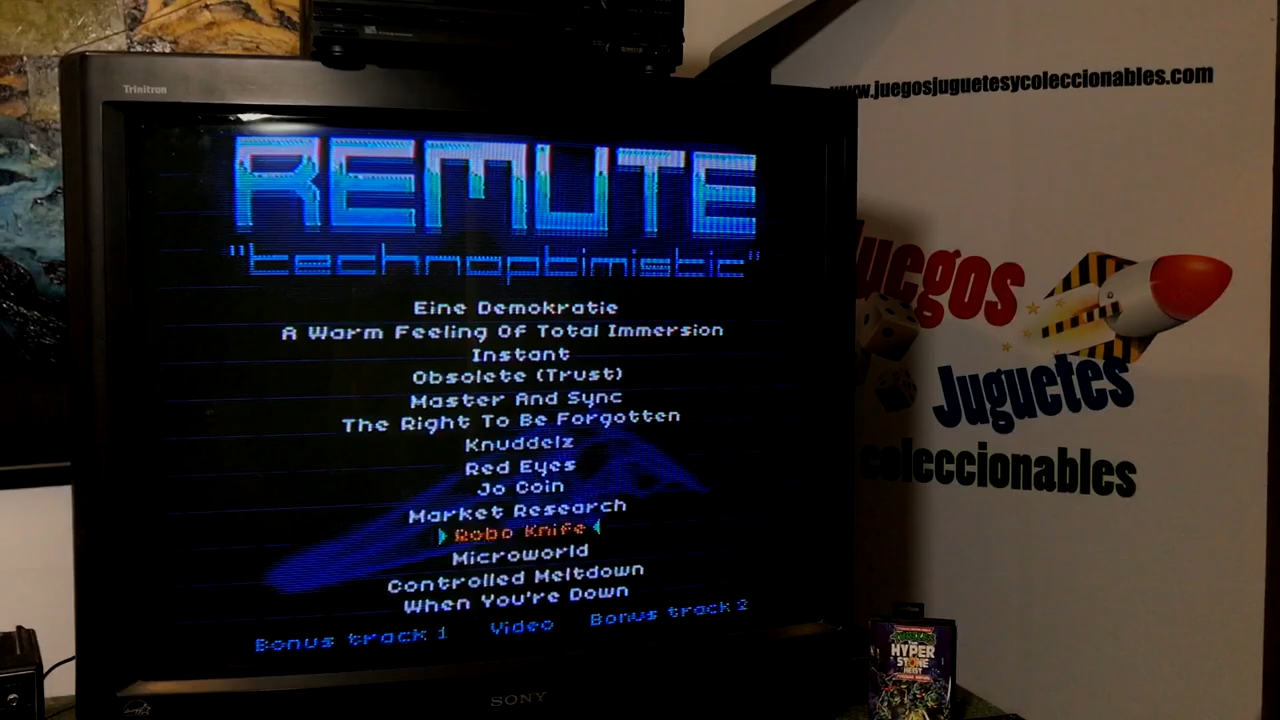 Trinitron
www.juegosjuguetesycoleccionables.com
REMUTE
"technoptimistic"
Eine Demokratie
A Warm Feeling Of Total Immersion
Instant
Obsolete (Trust)
Master And Sync
The Right To Be Forgotten
Knuddelz
Red Eyes
Jo Coin
Market Research
Robo Knife
Microworld
Controlled Meltdown
When You're Down
Bonus track 1 Video Bonus track 2
SONY
Juegos
Juguetes
coleccionables
TURTLES
THE
HYPER
STONE
HEIST